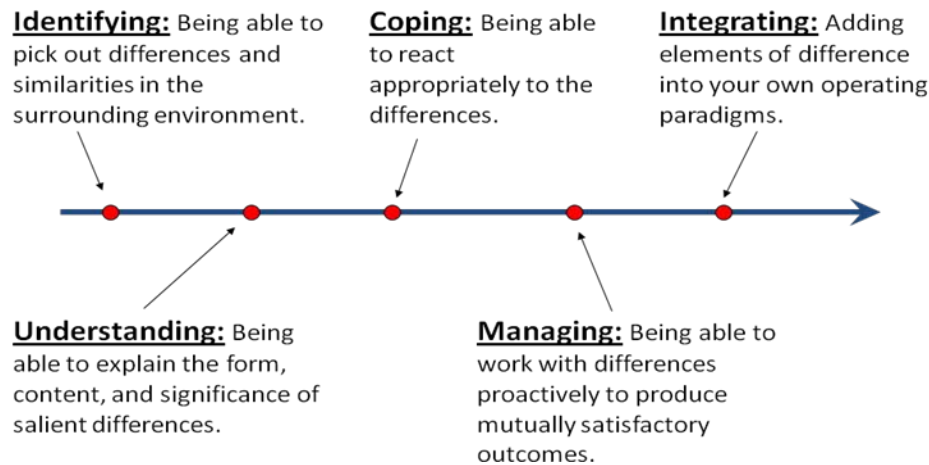 Identifying: Being able to
pick out differences and
similarities in the
surrounding environment.
Coping: Being able
to react
appropriately to the
differences.
Integrating: Adding
elements of difference
into your own operating
paradigms.
Understanding: Being
able to explain the form,
content, and significance of
salient differences.
Managing: Being able to
work with differences
proactively to produce
mutually satisfactory
outcomes.